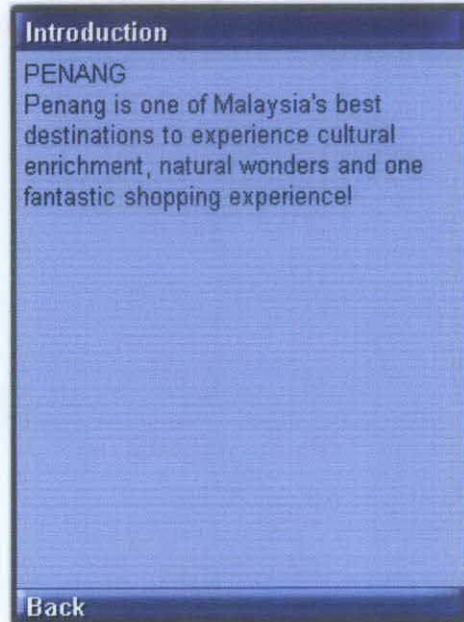 Introduction
PENANG
Penang is one of Malaysia's best
destinations to experience cultural
enrichment, natural wonders and one
fantastic shopping experience!
Back